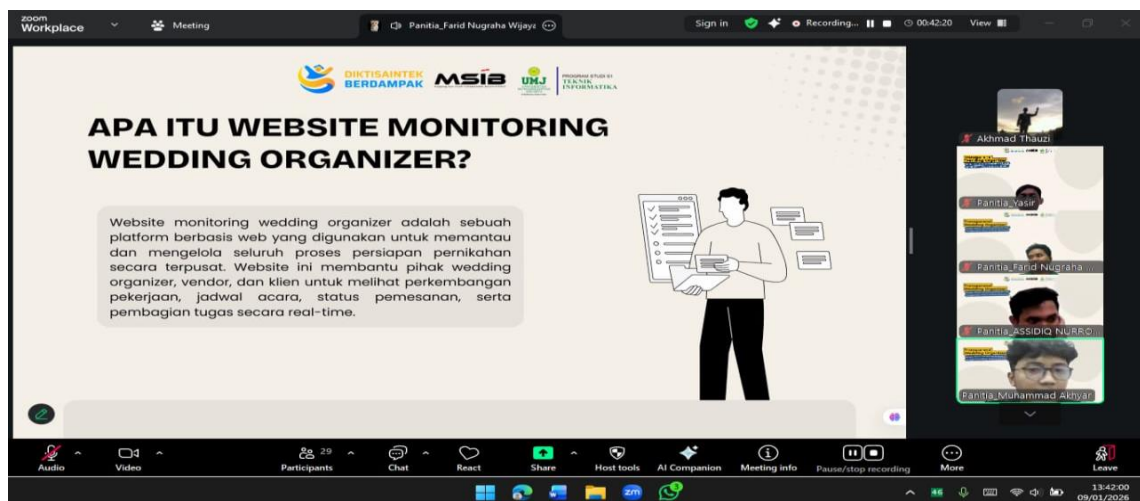 zoom
Workplace
Meeting
Panitia_Farid Nugraha Wijaya
Sign in
Recording...
00:42:20
View
DIKTISAINTEK
BERDAMPAK
MSIB
UMJ
PROGRAM STUDI S1
TEKNIK
INFORMATIKA
APA ITU WEBSITE MONITORING
WEDDING ORGANIZER?
Website monitoring wedding organizer adalah sebuah
platform berbasis web yang digunakan untuk memantau
dan mengelola seluruh proses persiapan pernikahan
secara terpusat. Website ini membantu pihak wedding
organizer, vendor, dan klien untuk melihat perkembangan
pekerjaan, jadwal acara, status pemesanan, serta
pembagian tugas secara real-time.
Akhmad Thauzi
Panitia_Yasir
Panitia_Farid Nugraha ...
Panitia_ASSIDIQ NURRO...
Panitia_Muhammad Akhyar
Audio
Video
Participants
29
Chat
React
Share
Host tools
AI Companion
Meeting info
Pause/stop recording
More
Leave
zm
13:42:00
09/01/2026